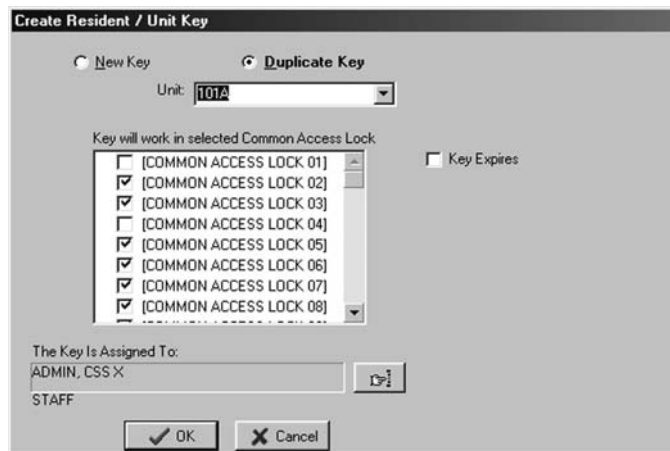 Create Resident / Unit Key
New Key Duplicate Key
Unit: 101A
Key will work in selected Common Access Lock
[COMMON ACCESS LOCK 01] Key Expires
[COMMON ACCESS LOCK 02]
[COMMON ACCESS LOCK 03]
[COMMON ACCESS LOCK 04]
[COMMON ACCESS LOCK 05]
[COMMON ACCESS LOCK 06]
[COMMON ACCESS LOCK 07]
[COMMON ACCESS LOCK 08]
The Key Is Assigned To:
ADMIN, CSS X
STAFF
OK Cancel